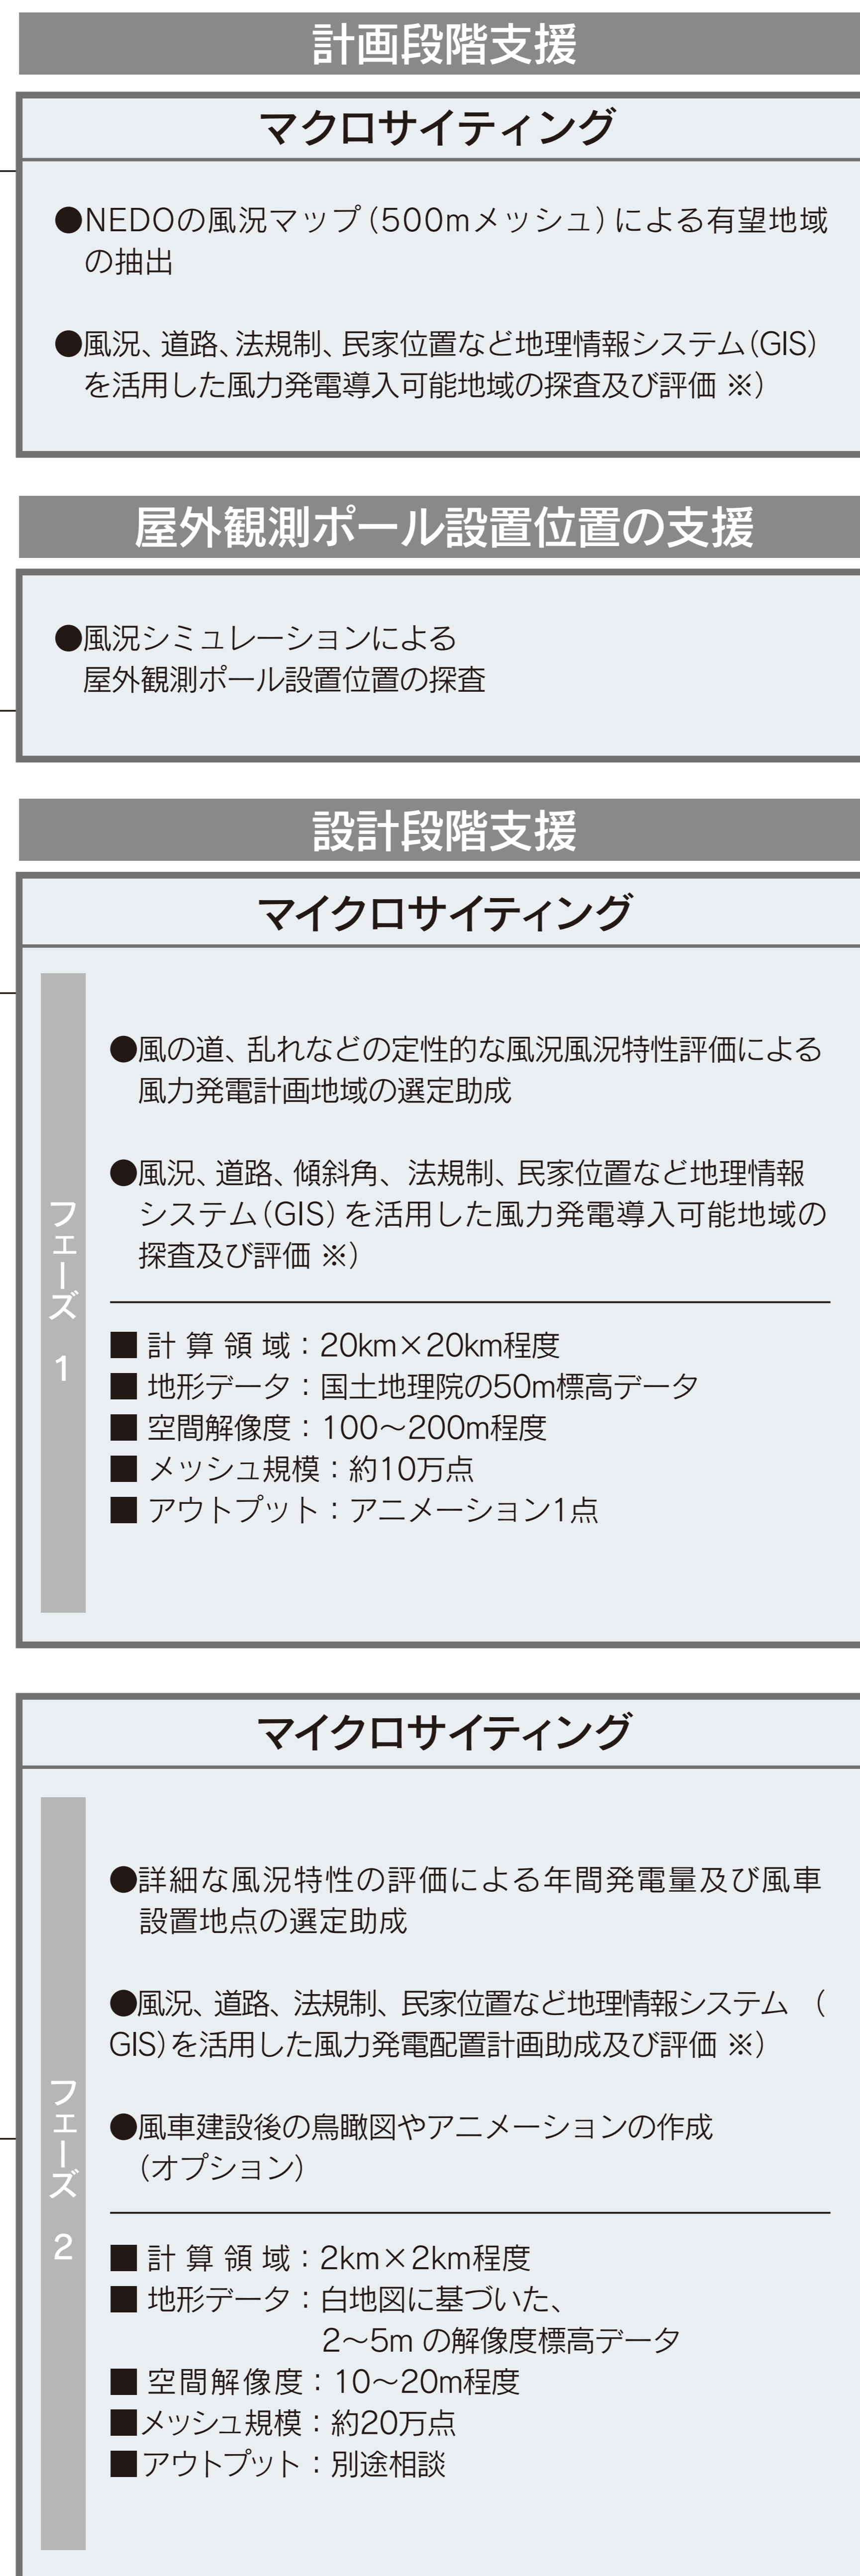 計画段階支援
マクロサイティング
●NEDOの風況マップ（500mメッシュ）による有望地域
の抽出
●風況、道路、法規制、民家位置など地理情報システム（GIS）
を活用した風力発電導入可能地域の探査及び評価 ※）
屋外観測ポール設置位置の支援
●風況シミュレーションによる
屋外観測ポール設置位置の探査
設計段階支援
マイクロサイティング
フェーズ 1
●風の道、乱れなどの定性的な風況風況特性評価による
風力発電計画地域の選定助成
●風況、道路、傾斜角、法規制、民家位置など地理情報
システム（GIS）を活用した風力発電導入可能地域の
探査及び評価 ※）
■ 計算領域：20km×20km程度
■ 地形データ：国土地理院の50m標高データ
■ 空間解像度：100〜200m程度
■ メッシュ規模：約10万点
■ アウトプット：アニメーション1点
マイクロサイティング
フェーズ 2
●詳細な風況特性の評価による年間発電量及び風車
設置地点の選定助成
●風況、道路、法規制、民家位置など地理情報システム （
GIS）を活用した風力発電配置計画助成及び評価 ※）
●風車建設後の鳥瞰図やアニメーションの作成
（オプション）
■ 計算領域：2km×2km程度
■ 地形データ：白地図に基づいた、
2〜5m の解像度標高データ
■ 空間解像度：10〜20m程度
■メッシュ規模：約20万点
■アウトプット：別途相談